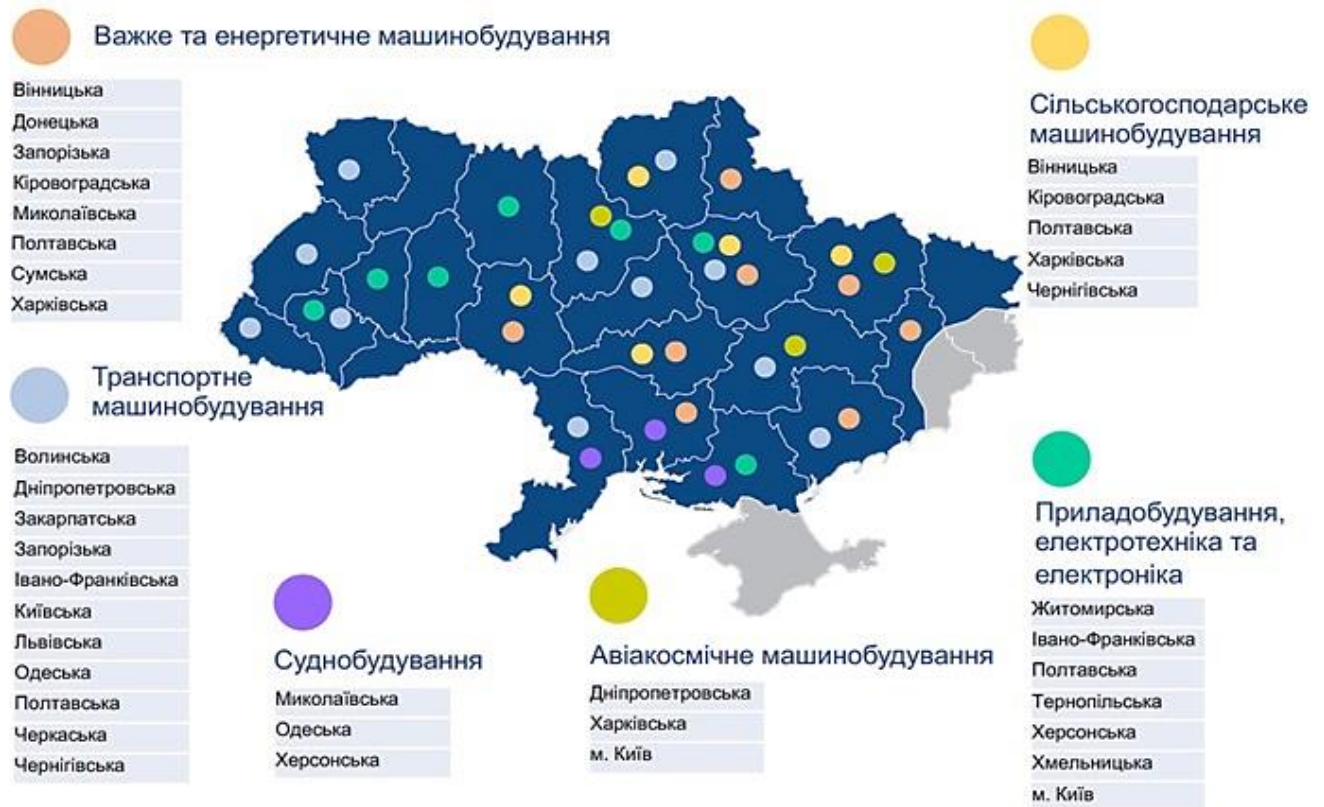 Важке та енергетичне машинобудування
Вінницька
Донецька
Запорізька
Кіровоградська
Миколаївська
Полтавська
Сумська
Харківська
Транспортне
машинобудування
Волинська
Дніпропетровська
Закарпатська
Запорізька
Івано-Франківська
Київська
Львівська
Одеська
Полтавська
Черкаська
Чернігівська
Суднобудування
Миколаївська
Одеська
Херсонська
Авіакосмічне машинобудування
Дніпропетровська
Харківська
м. Київ
Сільськогосподарське
машинобудування
Вінницька
Кіровоградська
Полтавська
Харківська
Чернігівська
Приладобудування,
електротехніка та
електроніка
Житомирська
Івано-Франківська
Полтавська
Тернопільська
Херсонська
Хмельницька
м. Київ